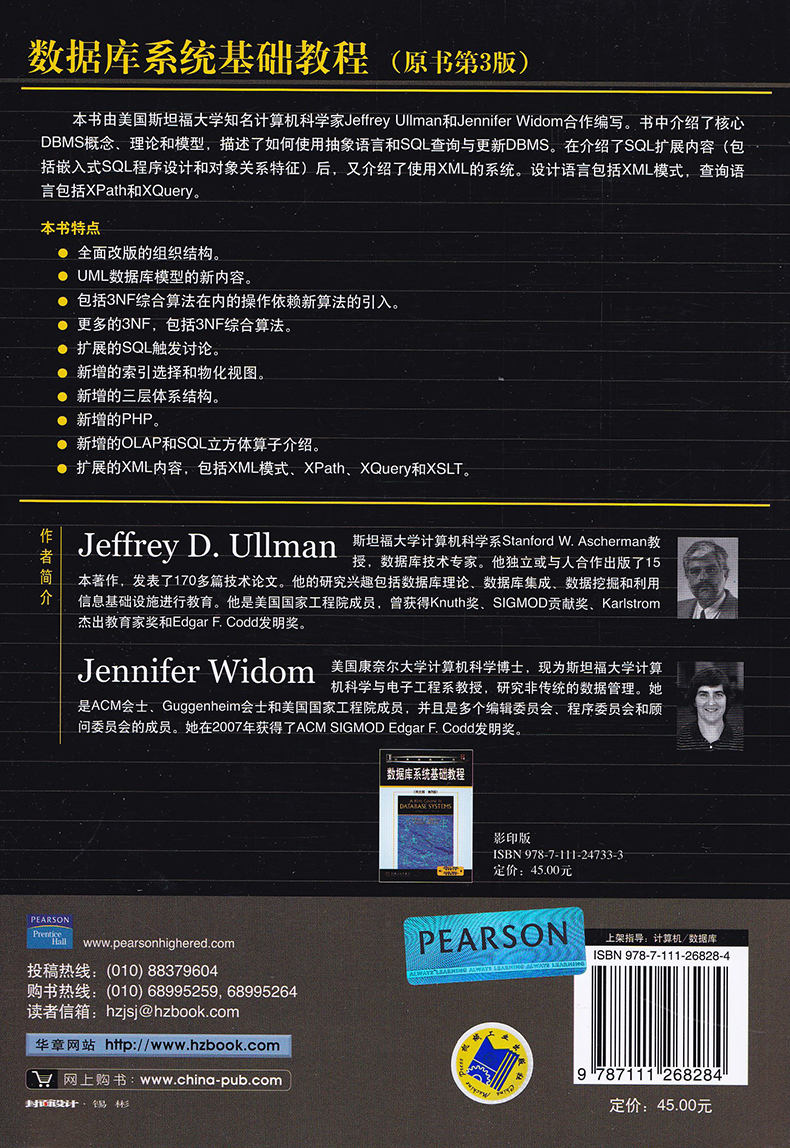 数据库系统基础教程（原书第3版）
本书由美国斯坦福大学知名计算机科学家Jeffrey Ullman和Jennifer Widom合作编写。书中介绍了核心
DBMS概念、理论和模型，描述了如何使用抽象语言和SQL查询与更新DBMS。在介绍了SQL扩展内容（包
括嵌入式SQL程序设计和对象关系特征）后，又介绍了使用XML的系统。设计语言包括XML模式，查询语
言包括XPath和XQuery。
本书特点
● 全面改版的组织结构。
● UML数据库模型的新内容。
● 包括3NF综合算法在内的操作依赖新算法的引入。
● 更多的3NF，包括3NF综合算法。
● 扩展的SQL触发讨论。
● 新增的索引选择和物化视图。
● 新增的三层体系结构。
● 新增的PHP。
● 新增的OLAP和SQL立方体算子介绍。
● 扩展的XML内容，包括XML模式、XPath、XQuery和XSLT。
作者简介
Jeffrey D. Ullman 斯坦福大学计算机科学系Stanford W. Ascherman教
授，数据库技术专家。他独立或与人合作出版了15
本著作，发表了170多篇技术论文。他的研究兴趣包括数据库理论、数据库集成、数据挖掘和利用
信息基础设施进行教育。他是美国国家工程院成员，曾获得Knuth奖、SIGMOD贡献奖、Karlstrom
杰出教育家奖和Edgar F. Codd发明奖。
Jennifer Widom 美国康奈尔大学计算机科学博士，现为斯坦福大学计算
机科学与电子工程系教授，研究非传统的数据管理。她
是ACM会士、Guggenheim会士和美国国家工程院成员，并且是多个编辑委员会、程序委员会和顾
问委员会的成员。她在2007年获得了ACM SIGMOD Edgar F. Codd发明奖。
数据库系统基础教程
A First Course in
DATABASE SYSTEMS
影印版
ISBN 978-7-111-24733-3
定价：45.00元
PEARSON
Prentice
Hall
www.pearsonhighered.com
投稿热线：(010) 88379604
购书热线：(010) 68995259, 68995264
读者信箱：hzjsj@hzbook.com
华章网站 http://www.hzbook.com
网上购书：www.china-pub.com
封面设计·锡彬
PEARSON
ALWAYS LEARNING ALWAYS LEARNING ALWAYS LEARNING
机械工业出版社
China Machine Press
上架指导：计算机/数据库
ISBN 978-7-111-26828-4
9 787111 268284
定价：45.00元